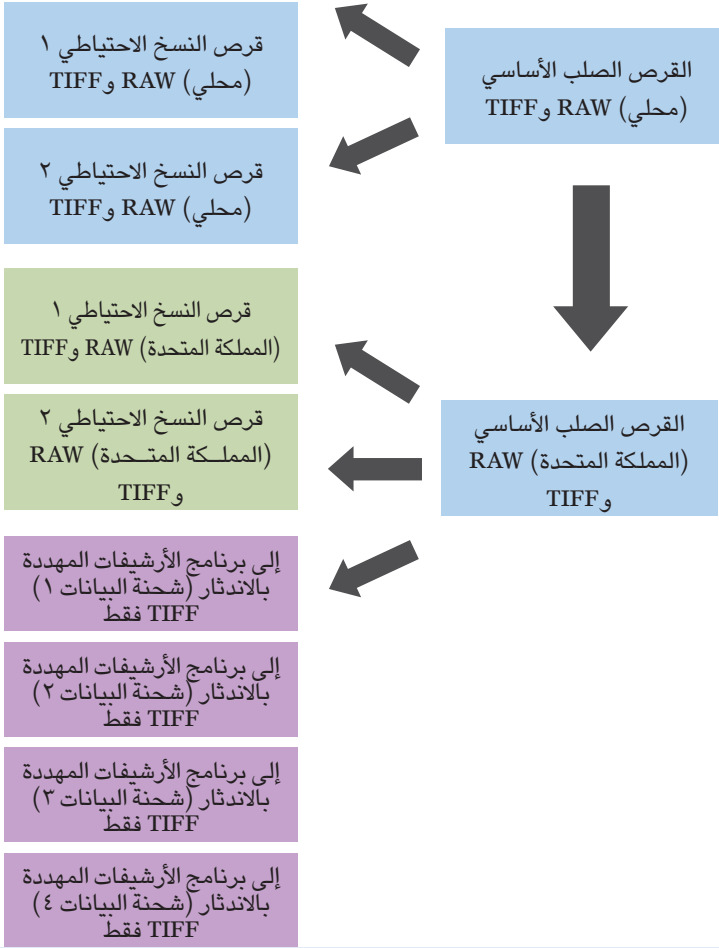 القرص الصلب الأساسي
(محلي) RAW وTIFF
قرص النسخ الاحتياطي ١
(محلي) RAW وTIFF
قرص النسخ الاحتياطي ٢
(محلي) RAW وTIFF
القرص الصلب الأساسي
(المملكة المتحدة) RAW
وTIFF
قرص النسخ الاحتياطي ١
(المملكة المتحدة) RAW وTIFF
قرص النسخ الاحتياطي ٢
(المملــكة المتــحدة) RAW
وTIFF
إلى برنامج الأرشيفات المهددة
بالاندثار (شحنة البيانات ١)
TIFF فقط
إلى برنامج الأرشيفات المهددة
بالاندثار (شحنة البيانات ٢)
TIFF فقط
إلى برنامج الأرشيفات المهددة
بالاندثار (شحنة البيانات ٣)
TIFF فقط
إلى برنامج الأرشيفات المهددة
بالاندثار (شحنة البيانات ٤)
TIFF فقط